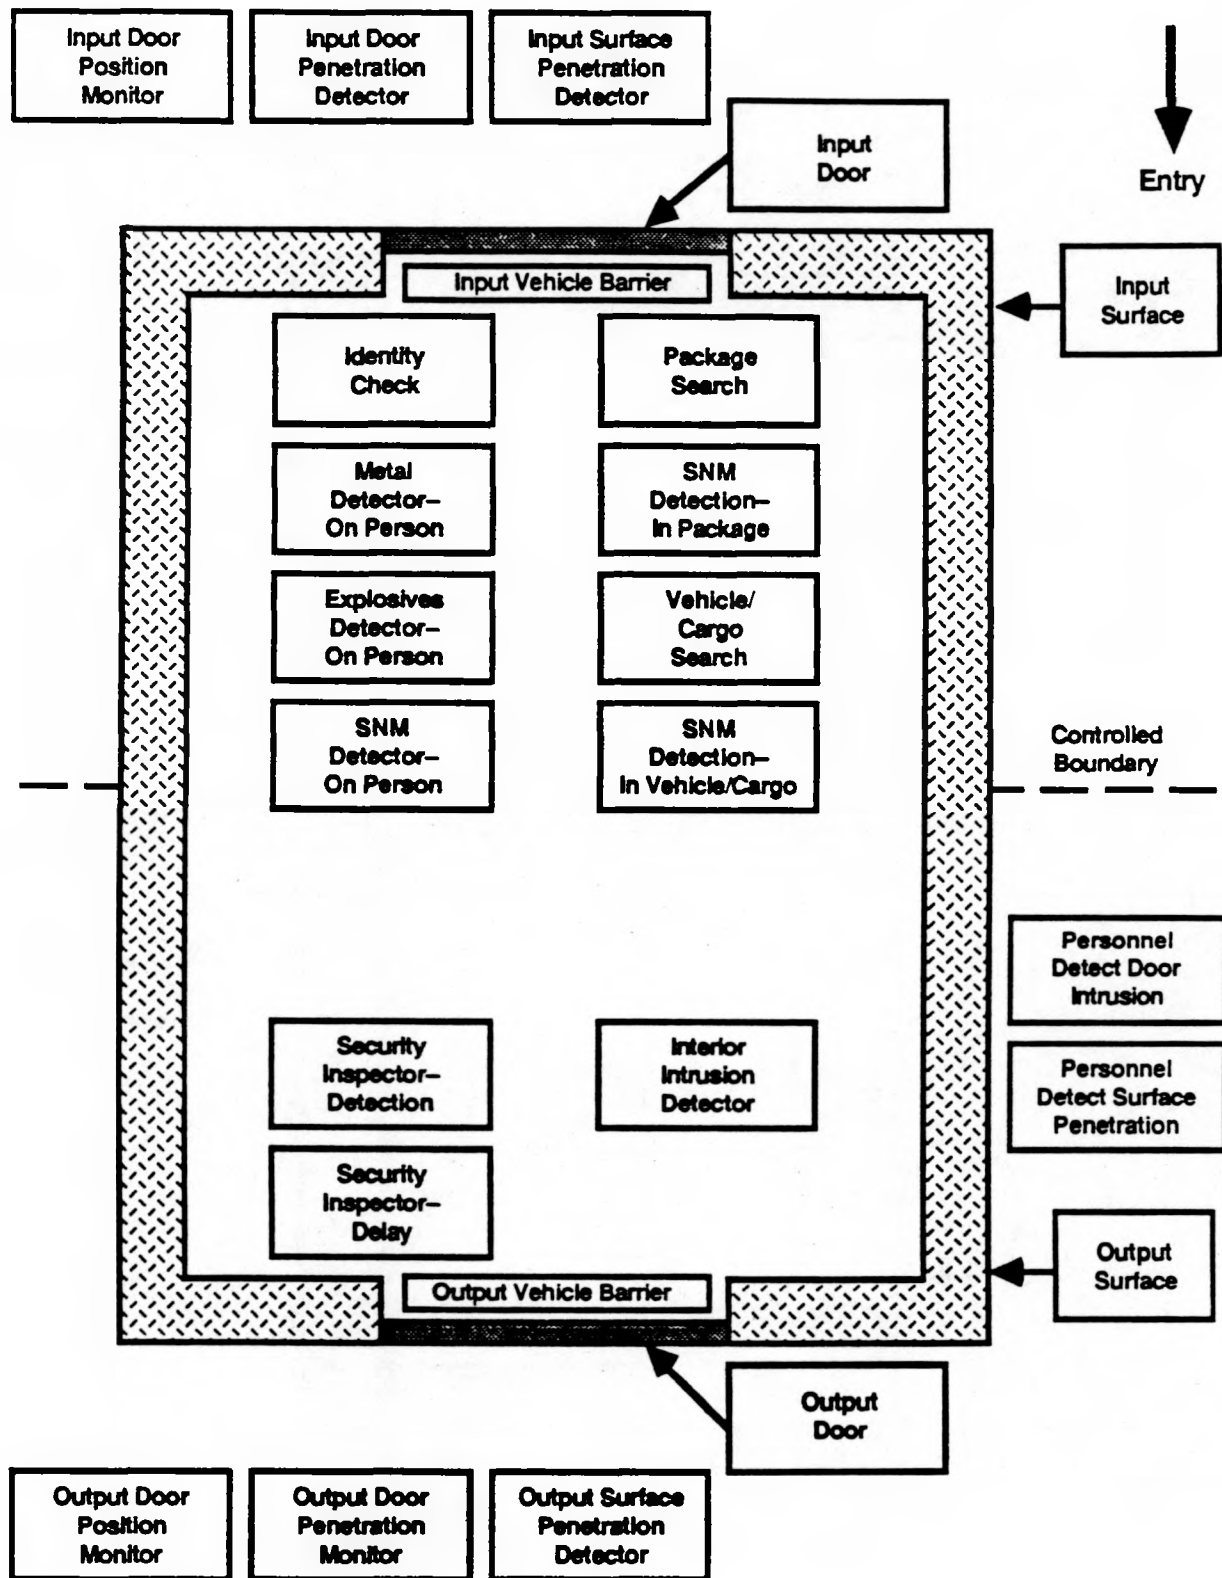 Input Door
Position
Monitor
Input Door
Penetration
Detector
Input Surface
Penetration
Detector
Input
Door
Entry
Input Vehicle Barrier
Input
Surface
Identity
Check
Package
Search
Metal
Detector–
On Person
SNM
Detection–
In Package
Explosives
Detector–
On Person
Vehicle/
Cargo
Search
SNM
Detector–
On Person
SNM
Detection–
In Vehicle/Cargo
Controlled
Boundary
Personnel
Detect Door
Intrusion
Security
Inspector–
Detection
Interior
Intrusion
Detector
Personnel
Detect Surface
Penetration
Security
Inspector–
Delay
Output
Surface
Output Vehicle Barrier
Output
Door
Output Door
Position
Monitor
Output Door
Penetration
Monitor
Output Surface
Penetration
Detector